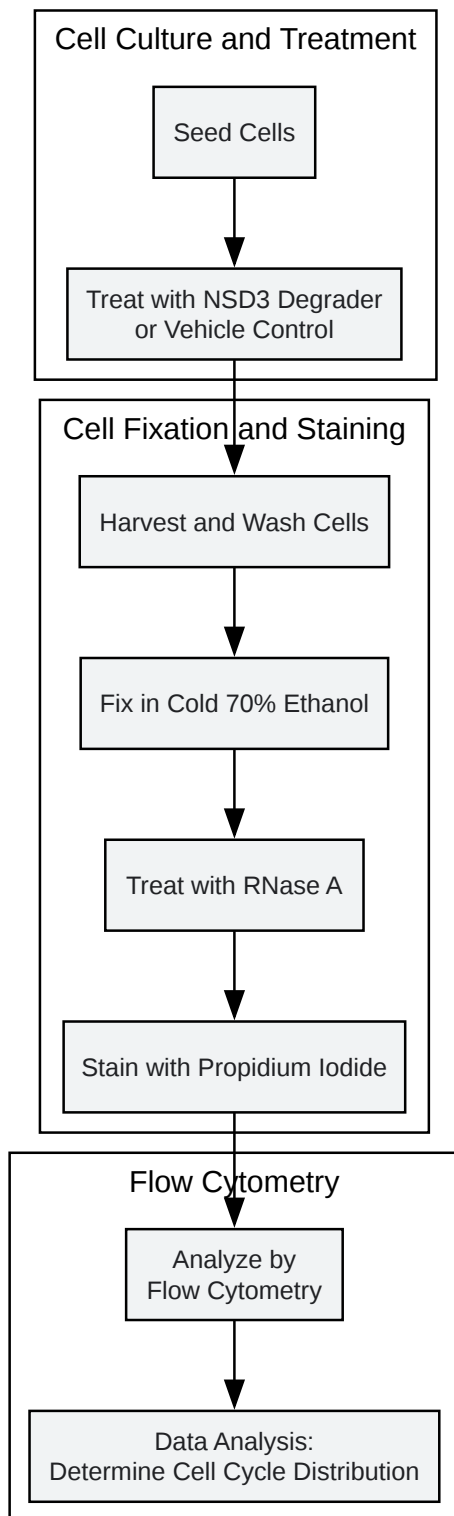 Cell Culture and Treatment
Seed Cells
Treat with NSD3 Degrader
or Vehicle Control
Cell Fixation and Staining
Harvest and Wash Cells
Fix in Cold 70% Ethanol
Treat with RNase A
Stain with Propidium Iodide
Flow Cytometry
Analyze by
Flow Cytometry
Data Analysis:
Determine Cell Cycle Distribution